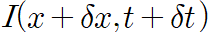 I(x + δx, t + δt)